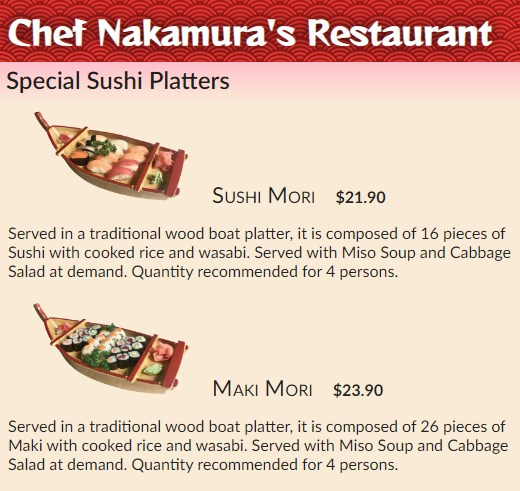 Chef Nakamura's Restaurant
Special Sushi Platters
Sushi Mori $21.90
Served in a traditional wood boat platter, it is composed of 16 pieces of
Sushi with cooked rice and wasabi. Served with Miso Soup and Cabbage
Salad at demand. Quantity recommended for 4 persons.
Maki Mori $23.90
Served in a traditional wood boat platter, it is composed of 26 pieces of
Maki with cooked rice and wasabi. Served with Miso Soup and Cabbage
Salad at demand. Quantity recommended for 4 persons.